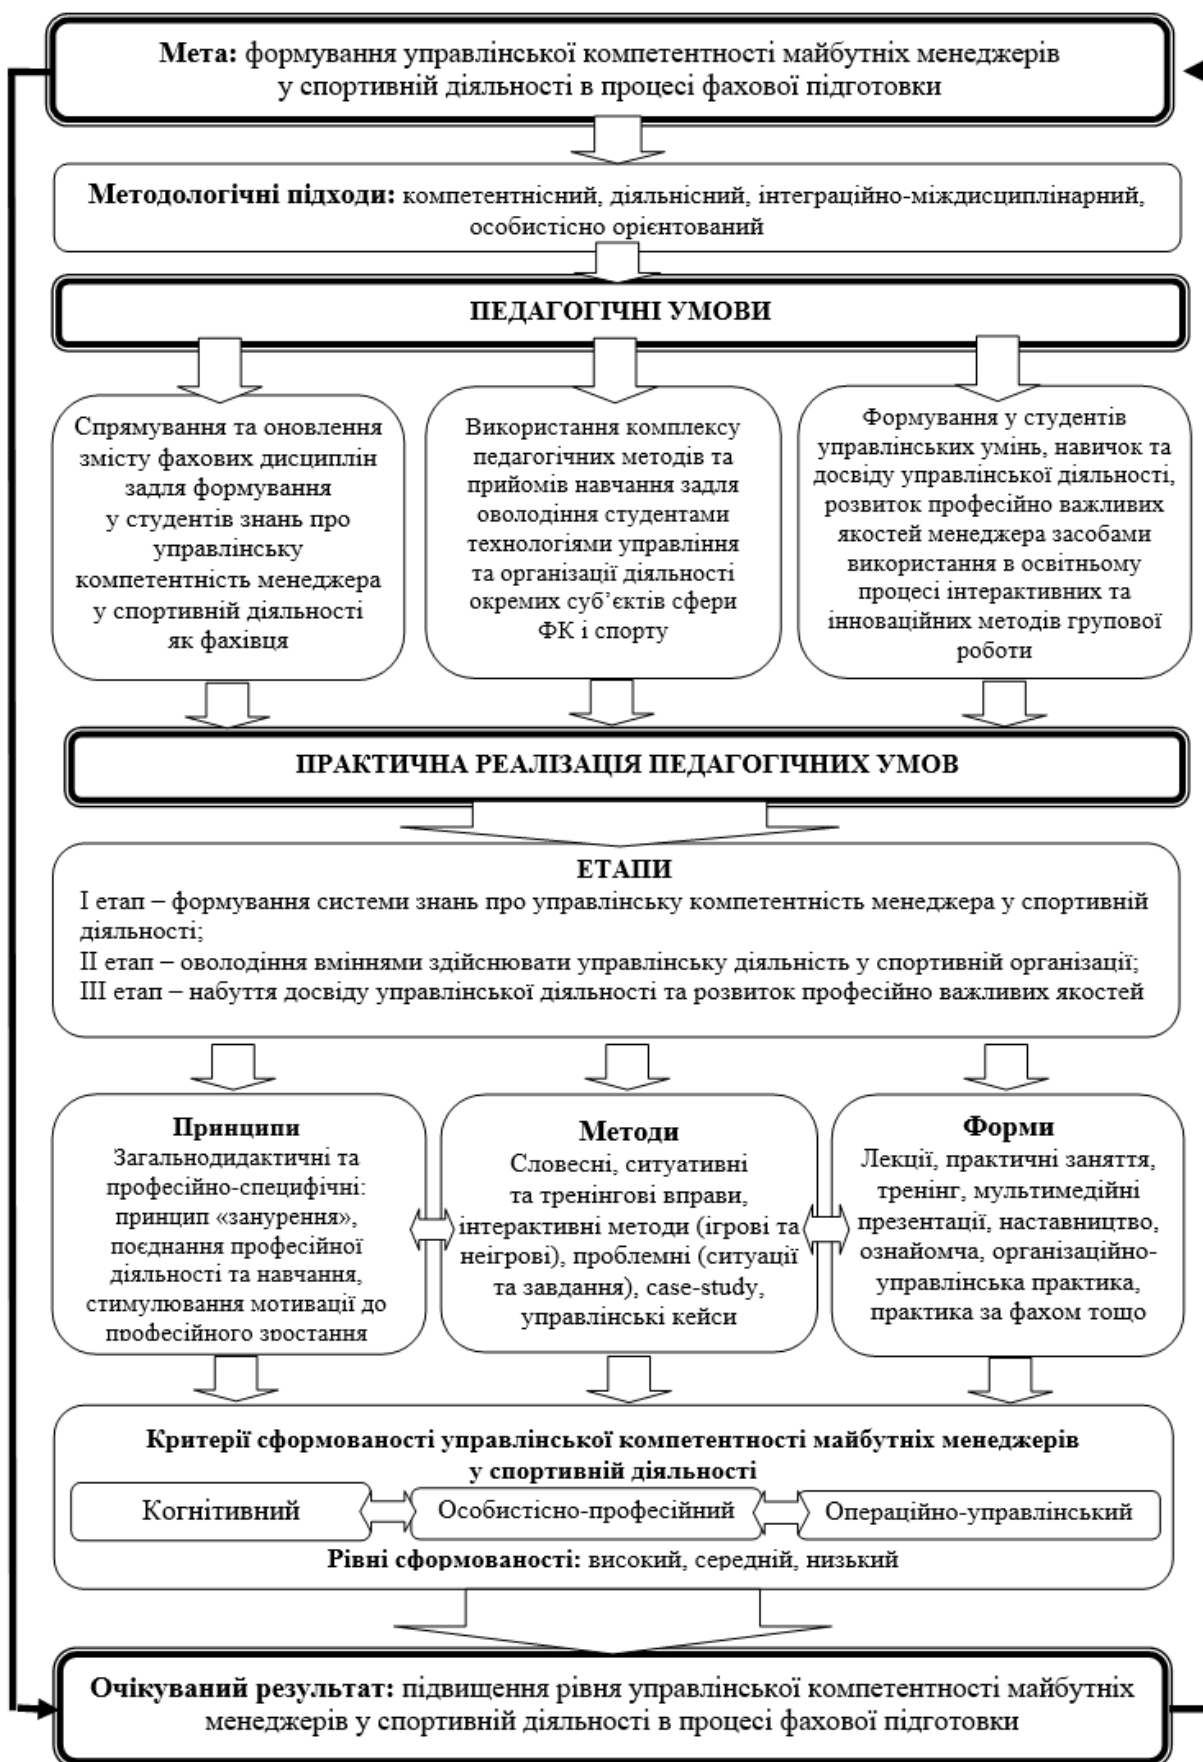 Мета: формування управлінської компетентності майбутніх менеджерів
у спортивній діяльності в процесі фахової підготовки
Методологічні підходи: компетентнісний, діяльнісний, інтеграційно-міждисциплінарний,
особистісно орієнтований
ПЕДАГОГІЧНІ УМОВИ
Спрямування та оновлення
змісту фахових дисциплін
задля формування
у студентів знань про
управлінську
компетентність менеджера
у спортивній діяльності
як фахівця
Використання комплексу
педагогічних методів та
прийомів навчання задля
оволодіння студентами
технологіями управління
та організації діяльності
окремих суб’єктів сфери
ФК і спорту
Формування у студентів
управлінських умінь, навичок та
досвіду управлінської діяльності,
розвиток професійно важливих
якостей менеджера засобами
використання в освітньому
процесі інтерактивних та
інноваційних методів групової
роботи
ПРАКТИЧНА РЕАЛІЗАЦІЯ ПЕДАГОГІЧНИХ УМОВ
ЕТАПИ
І етап – формування системи знань про управлінську компетентність менеджера у спортивній
діяльності;
ІІ етап – оволодіння вміннями здійснювати управлінську діяльність у спортивній організації;
ІІІ етап – набуття досвіду управлінської діяльності та розвиток професійно важливих якостей
Принципи
Загальнодидактичні та
професійно-специфічні:
принцип «занурення»,
поєднання професійної
діяльності та навчання,
стимулювання мотивації до
професійного зростання
Методи
Словесні, ситуативні
та тренінгові вправи,
інтерактивні методи (ігрові та
неігрові), проблемні (ситуації
та завдання), case-study,
управлінські кейси
Форми
Лекції, практичні заняття,
тренінг, мультимедійні
презентації, наставництво,
ознайомча, організаційно-
управлінська практика,
практика за фахом тощо
Критерії сформованості управлінської компетентності майбутніх менеджерів
у спортивній діяльності
Когнітивний
Особистісно-професійний
Операційно-управлінський
Рівні сформованості: високий, середній, низький
Очікуваний результат: підвищення рівня управлінської компетентності майбутніх
менеджерів у спортивній діяльності в процесі фахової підготовки